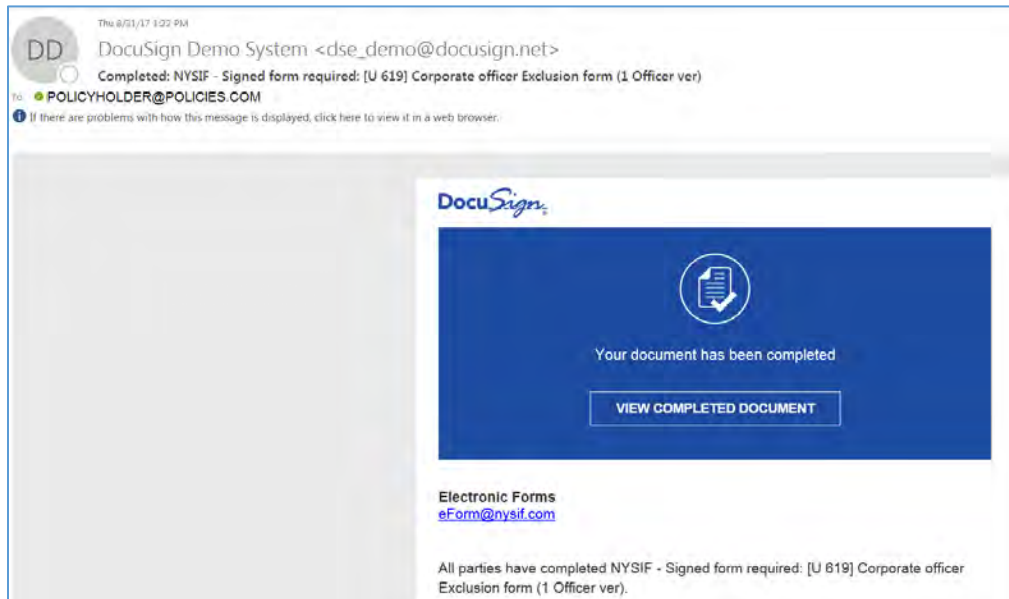 Thu 8/31/17 1:22 PM
DD
DocuSign Demo System <dse_demo@docusign.net>
Completed: NYSIF - Signed form required: [U 619] Corporate officer Exclusion form (1 Officer ver)
To POLICYHOLDER@POLICIES.COM
If there are problems with how this message is displayed, click here to view it in a web browser.
DocuSign
Your document has been completed
VIEW COMPLETED DOCUMENT
Electronic Forms
eForm@nysif.com
All parties have completed NYSIF - Signed form required: [U 619] Corporate officer
Exclusion form (1 Officer ver).